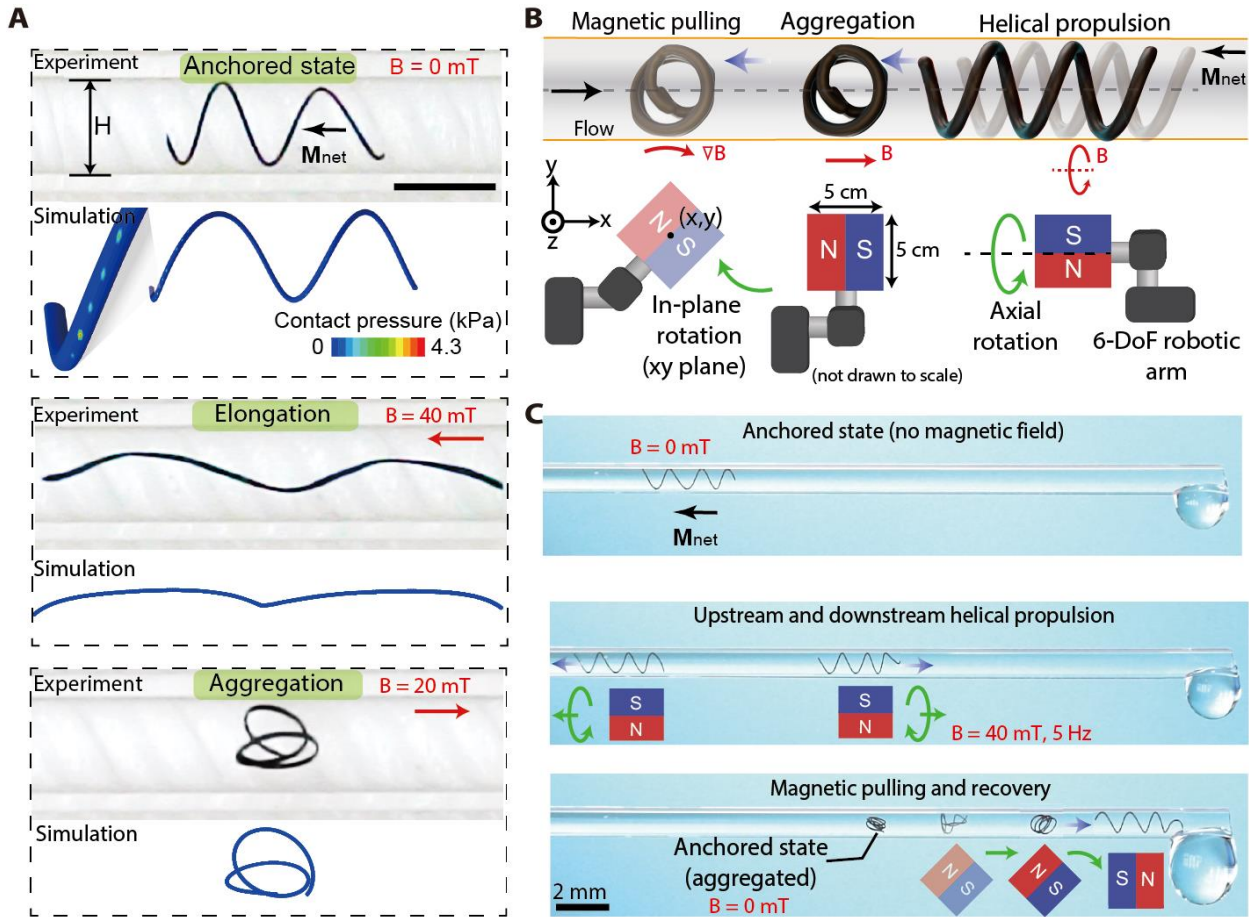 A
Experiment
Anchored state
B = 0 mT
H
Mnet
Simulation
Contact pressure (kPa)
0
4.3
Experiment
Elongation
B = 40 mT
Simulation
Experiment
Aggregation
B = 20 mT
Simulation
B
Magnetic pulling
Aggregation
Helical propulsion
Mnet
Flow
∇B
B
B
y
x
z
(x,y)
N
S
5 cm
N
S
5 cm
S
N
In-plane
rotation
(xy plane)
(not drawn to scale)
Axial
rotation
6-DoF robotic
arm
C
Anchored state (no magnetic field)
B = 0 mT
Mnet
Upstream and downstream helical propulsion
S
N
S
N
B = 40 mT, 5 Hz
Magnetic pulling and recovery
Anchored state
(aggregated)
B = 0 mT
N
S
N
S
S
N
2 mm